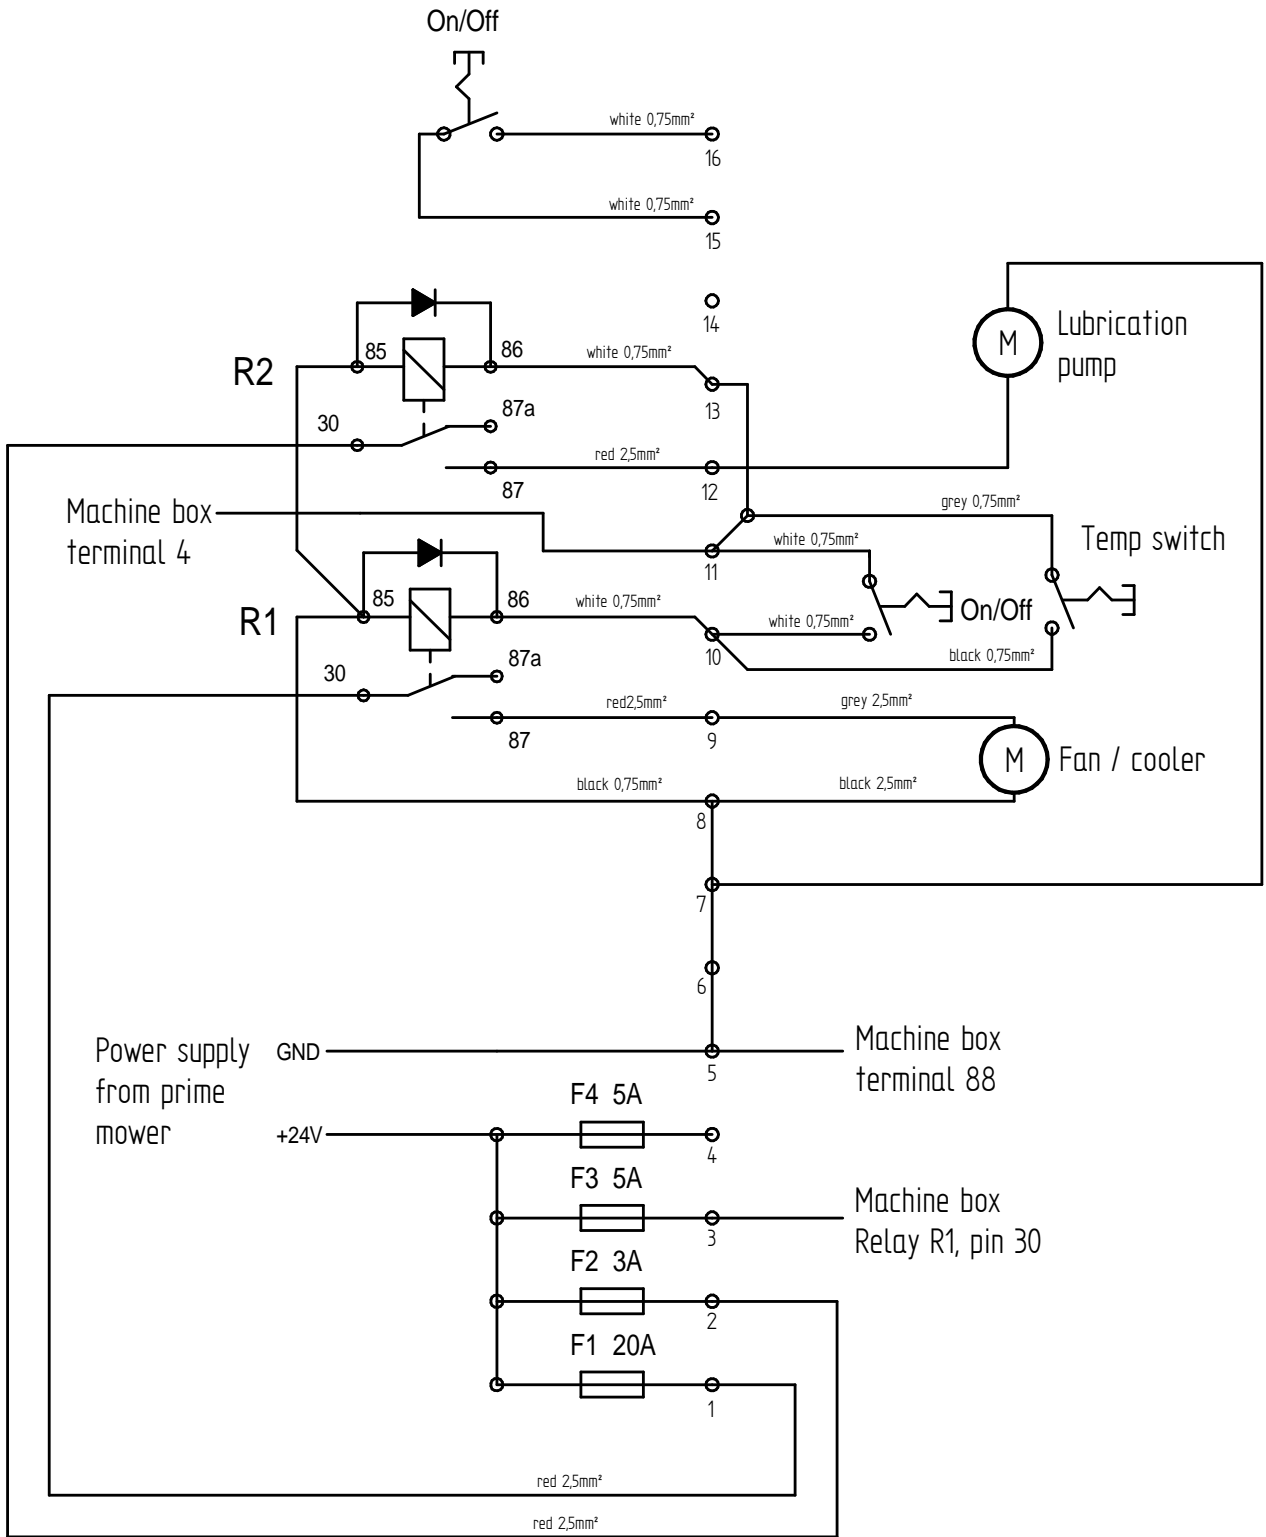 On/Off
white 0,75mm²
16
white 0,75mm²
15
14
Lubrication
pump
M
85
86
white 0,75mm²
R2
13
87a
30
red 2,5mm²
12
87
Machine box
terminal 4
grey 0,75mm²
white 0,75mm²
Temp switch
11
85
86
white 0,75mm²
R1
On/Off
white 0,75mm²
10
black 0,75mm²
87a
30
red2,5mm²
grey 2,5mm²
87
9
M
Fan / cooler
black 0,75mm²
black 2,5mm²
8
7
6
Power supply
from prime
mower
GND
5
Machine box
terminal 88
F4 5A
+24V
4
F3 5A
3
Machine box
Relay R1, pin 30
F2 3A
2
F1 20A
1
red 2,5mm²
red 2,5mm²